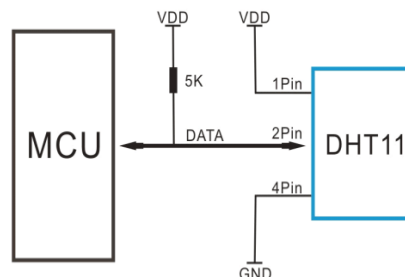 VDD
VDD
5K
1Pin
MCU
DATA
2Pin
DHT11
4Pin
GND